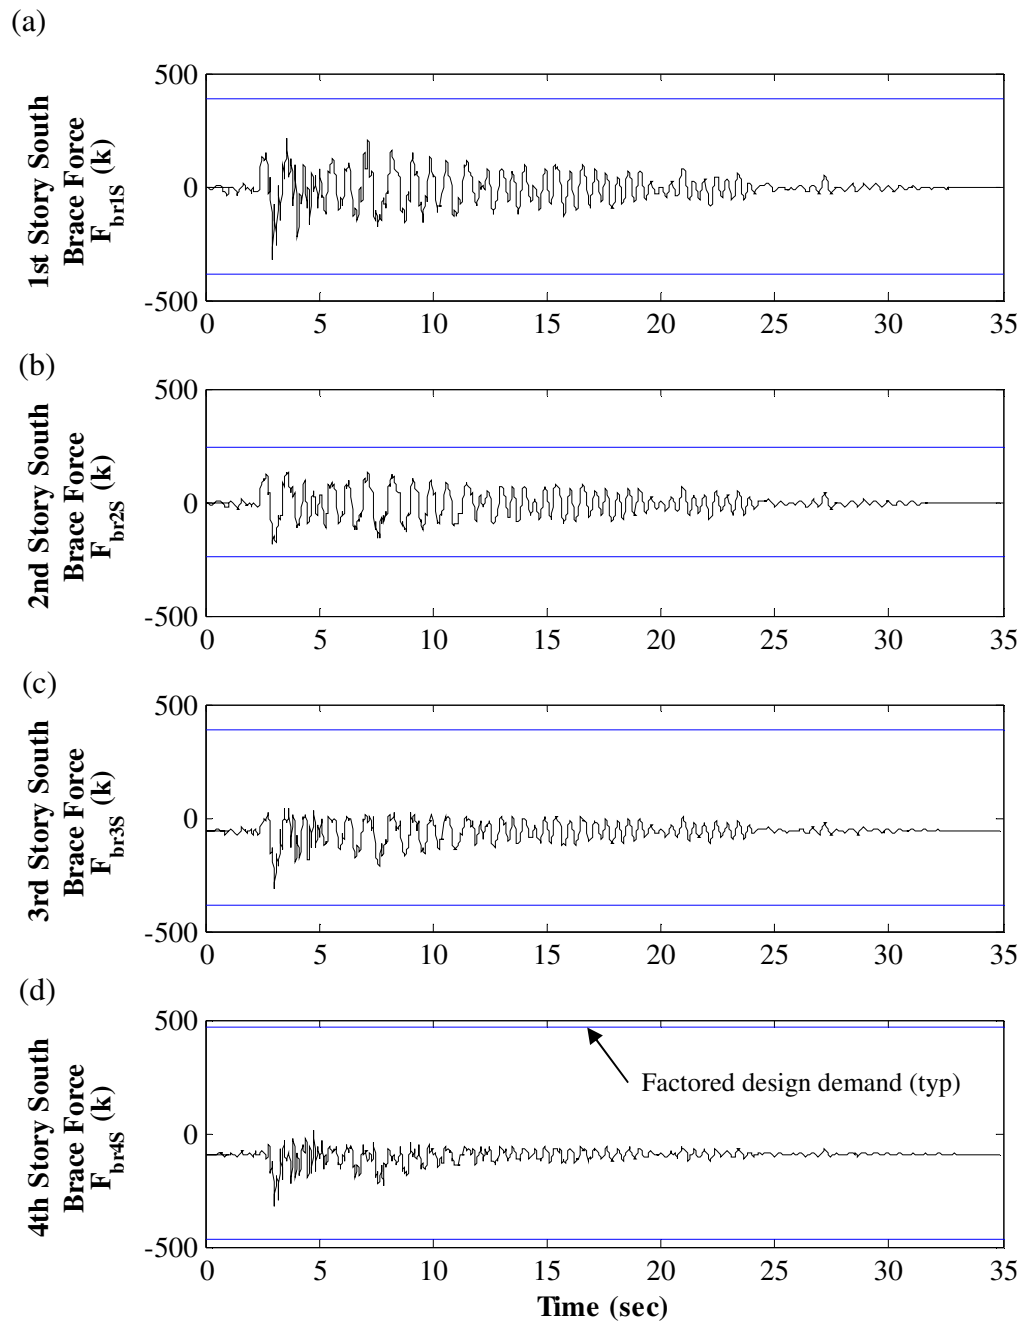 (a)
1st Story South
Brace Force
F_br1S (k)
500
0
-500
0 5 10 15 20 25 30 35
(b)
2nd Story South
Brace Force
F_br2S (k)
500
0
-500
0 5 10 15 20 25 30 35
(c)
3rd Story South
Brace Force
F_br3S (k)
500
0
-500
0 5 10 15 20 25 30 35
(d)
4th Story South
Brace Force
F_br4S (k)
500
0
-500
Factored design demand (typ)
0 5 10 15 20 25 30 35
Time (sec)